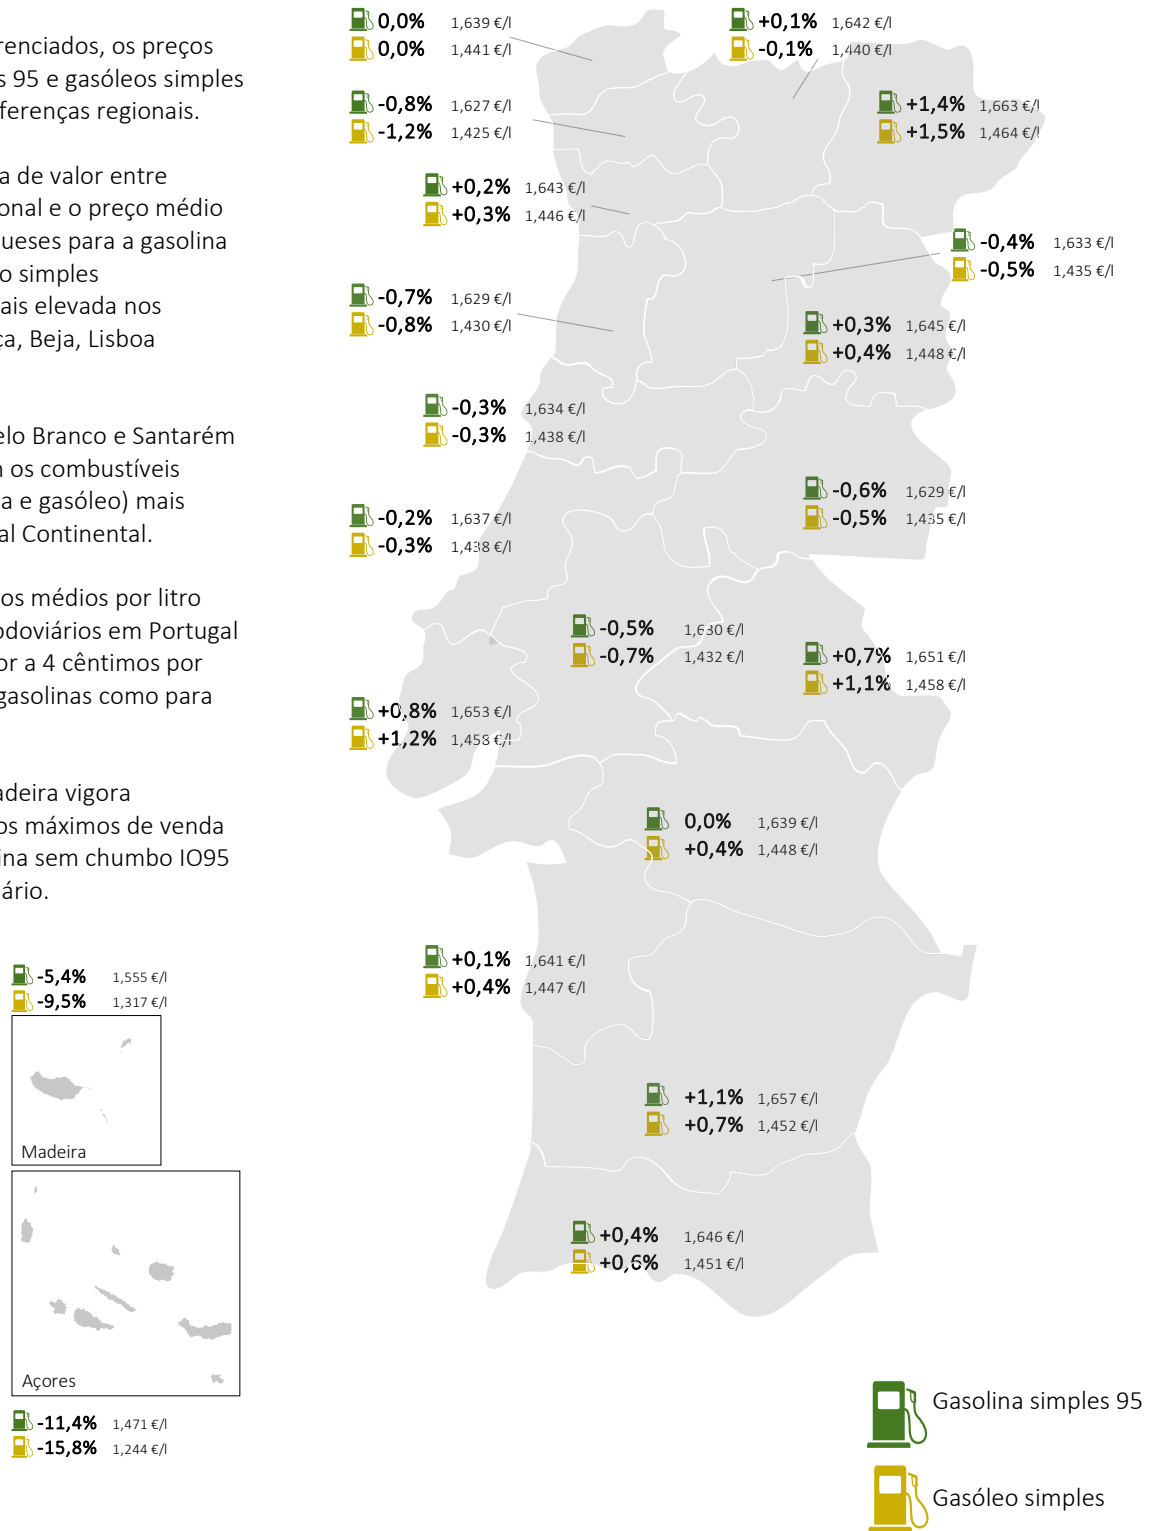 renciados, os preços
s 95 e gasóleos simples
ferenças regionais.
a de valor entre
onal e o preço médio
ueses para a gasolina
o simples
ais elevada nos
ça, Beja, Lisboa
elo Branco e Santarém
n os combustíveis
a e gasóleo) mais
al Continental.
os médios por litro
odoviários em Portugal
or a 4 cêntimos por
gasolinas como para
adeira vigora
os máximos de venda
ina sem chumbo IO95
ário.
0,0% 1,639 €/l
0,0% 1,441 €/l
+0,1% 1,642 €/l
-0,1% 1,440 €/l
-0,8% 1,627 €/l
-1,2% 1,425 €/l
+1,4% 1,663 €/l
+1,5% 1,464 €/l
+0,2% 1,643 €/l
+0,3% 1,446 €/l
-0,4% 1,633 €/l
-0,5% 1,435 €/l
-0,7% 1,629 €/l
-0,8% 1,430 €/l
+0,3% 1,645 €/l
+0,4% 1,448 €/l
-0,3% 1,634 €/l
-0,3% 1,438 €/l
-0,6% 1,629 €/l
-0,5% 1,435 €/l
-0,2% 1,637 €/l
-0,3% 1,438 €/l
-0,5% 1,630 €/l
-0,7% 1,432 €/l
+0,7% 1,651 €/l
+1,1% 1,458 €/l
+0,8% 1,653 €/l
+1,2% 1,458 €/l
0,0% 1,639 €/l
+0,4% 1,448 €/l
+0,1% 1,641 €/l
+0,4% 1,447 €/l
+1,1% 1,657 €/l
+0,7% 1,452 €/l
+0,4% 1,646 €/l
+0,6% 1,451 €/l
-5,4% 1,555 €/l
-9,5% 1,317 €/l
Madeira
Açores
-11,4% 1,471 €/l
-15,8% 1,244 €/l
Gasolina simples 95
Gasóleo simples